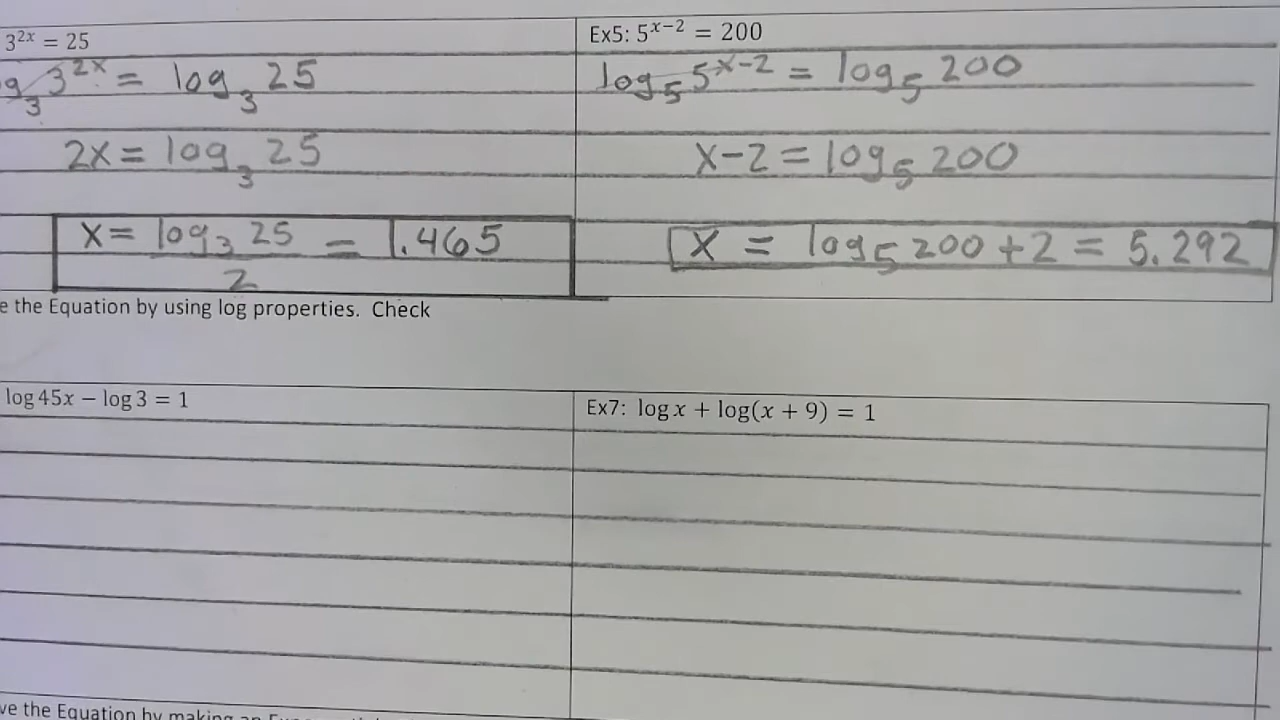 3^{2x} = 25
Ex5: 5^{x−2} = 200
g_3 3^{2x} = log_3 25
log_5 5^{x-2} = log_5 200
2x = log_3 25
x-2 = log_5 200
x = log_3 25 / 2 = 1.465
x = log_5 200 + 2 = 5.292
e the Equation by using log properties. Check
log 45x − log 3 = 1
Ex7: log x + log(x + 9) = 1
ve the Equation by making an